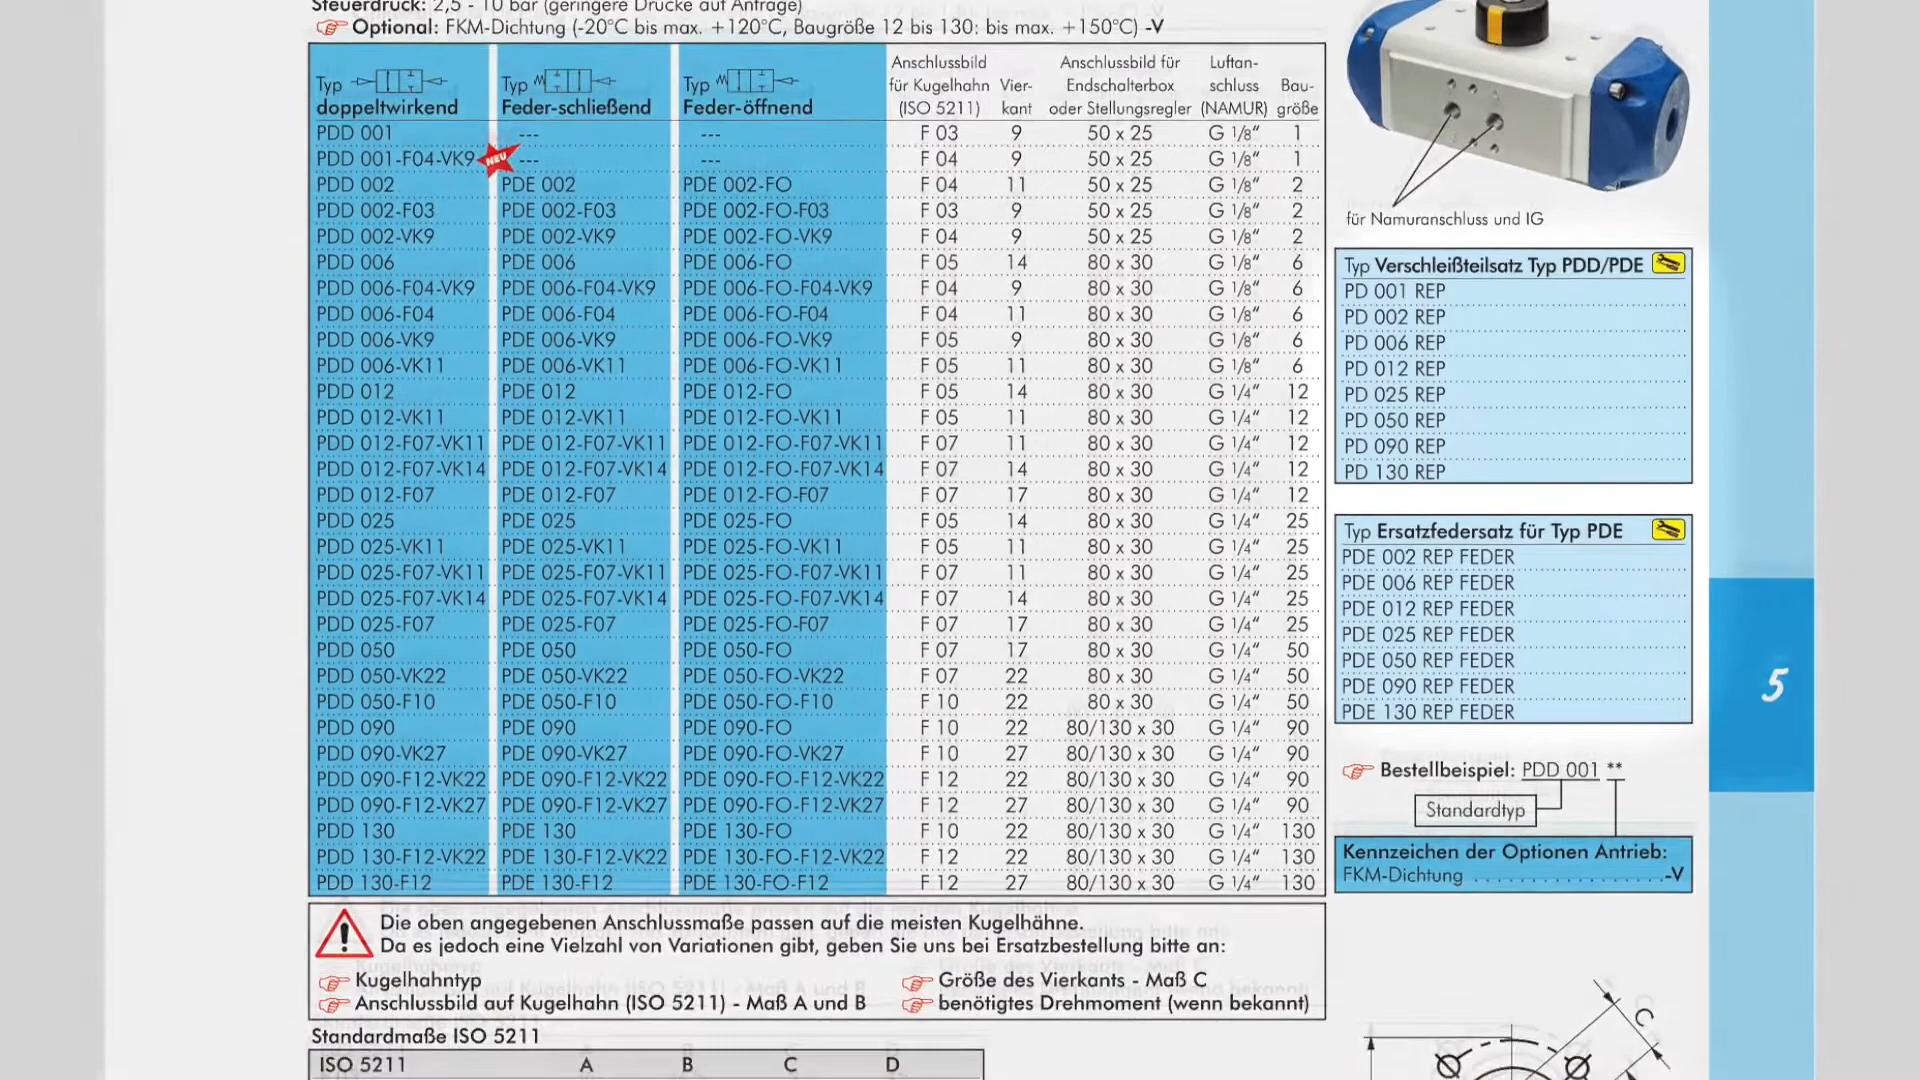 Steuerdruck: 2,5 - 10 bar (geringere Drücke auf Anfrage)
Optional: FKM-Dichtung (-20°C bis max. +120°C, Baugröße 12 bis 130: bis max. +150°C) -V
Anschlussbild Anschlussbild für Luftan-
Typ Typ Typ für Kugelhahn Vier- Endschalterbox schluss Bau-
doppeltwirkend Feder-schließend Feder-öffnend (ISO 5211) kant oder Stellungsregler (NAMUR) größe
PDD 001 --- --- F 03 9 50 x 25 G 1/8“ 1
PDD 001-F04-VK9 NEU --- --- F 04 9 50 x 25 G 1/8“ 1
PDD 002 PDE 002 PDE 002-FO F 04 11 50 x 25 G 1/8“ 2
PDD 002-F03 PDE 002-F03 PDE 002-FO-F03 F 03 9 50 x 25 G 1/8“ 2
PDD 002-VK9 PDE 002-VK9 PDE 002-FO-VK9 F 04 9 50 x 25 G 1/8“ 2
PDD 006 PDE 006 PDE 006-FO F 05 14 80 x 30 G 1/8“ 6
PDD 006-F04-VK9 PDE 006-F04-VK9 PDE 006-FO-F04-VK9 F 04 9 80 x 30 G 1/8“ 6
PDD 006-F04 PDE 006-F04 PDE 006-FO-F04 F 04 11 80 x 30 G 1/8“ 6
PDD 006-VK9 PDE 006-VK9 PDE 006-FO-VK9 F 05 9 80 x 30 G 1/8“ 6
PDD 006-VK11 PDE 006-VK11 PDE 006-FO-VK11 F 05 11 80 x 30 G 1/8“ 6
PDD 012 PDE 012 PDE 012-FO F 05 14 80 x 30 G 1/4“ 12
PDD 012-VK11 PDE 012-VK11 PDE 012-FO-VK11 F 05 11 80 x 30 G 1/4“ 12
PDD 012-F07-VK11 PDE 012-F07-VK11 PDE 012-FO-F07-VK11 F 07 11 80 x 30 G 1/4“ 12
PDD 012-F07-VK14 PDE 012-F07-VK14 PDE 012-FO-F07-VK14 F 07 14 80 x 30 G 1/4“ 12
PDD 012-F07 PDE 012-F07 PDE 012-FO-F07 F 07 17 80 x 30 G 1/4“ 12
PDD 025 PDE 025 PDE 025-FO F 05 14 80 x 30 G 1/4“ 25
PDD 025-VK11 PDE 025-VK11 PDE 025-FO-VK11 F 05 11 80 x 30 G 1/4“ 25
PDD 025-F07-VK11 PDE 025-F07-VK11 PDE 025-FO-F07-VK11 F 07 11 80 x 30 G 1/4“ 25
PDD 025-F07-VK14 PDE 025-F07-VK14 PDE 025-FO-F07-VK14 F 07 14 80 x 30 G 1/4“ 25
PDD 025-F07 PDE 025-F07 PDE 025-FO-F07 F 07 17 80 x 30 G 1/4“ 25
PDD 050 PDE 050 PDE 050-FO F 07 17 80 x 30 G 1/4“ 50
PDD 050-VK22 PDE 050-VK22 PDE 050-FO-VK22 F 07 22 80 x 30 G 1/4“ 50
PDD 050-F10 PDE 050-F10 PDE 050-FO-F10 F 10 22 80 x 30 G 1/4“ 50
PDD 090 PDE 090 PDE 090-FO F 10 22 80/130 x 30 G 1/4“ 90
PDD 090-VK27 PDE 090-VK27 PDE 090-FO-VK27 F 10 27 80/130 x 30 G 1/4“ 90
PDD 090-F12-VK22 PDE 090-F12-VK22 PDE 090-FO-F12-VK22 F 12 22 80/130 x 30 G 1/4“ 90
PDD 090-F12-VK27 PDE 090-F12-VK27 PDE 090-FO-F12-VK27 F 12 27 80/130 x 30 G 1/4“ 90
PDD 130 PDE 130 PDE 130-FO F 10 22 80/130 x 30 G 1/4“ 130
PDD 130-F12-VK22 PDE 130-F12-VK22 PDE 130-FO-F12-VK22 F 12 22 80/130 x 30 G 1/4“ 130
PDD 130-F12 PDE 130-F12 PDE 130-FO-F12 F 12 27 80/130 x 30 G 1/4“ 130
Die oben angegebenen Anschlussmaße passen auf die meisten Kugelhähne.
Da es jedoch eine Vielzahl von Variationen gibt, geben Sie uns bei Ersatzbestellung bitte an:
Kugelhahntyp Größe des Vierkants - Maß C
Anschlussbild auf Kugelhahn (ISO 5211) - Maß A und B benötigtes Drehmoment (wenn bekannt)
Standardmaße ISO 5211
ISO 5211 A B C D
für Namuranschluss und IG
Typ Verschleißteilsatz Typ PDD/PDE
PD 001 REP
PD 002 REP
PD 006 REP
PD 012 REP
PD 025 REP
PD 050 REP
PD 090 REP
PD 130 REP
Typ Ersatzfedersatz für Typ PDE
PDE 002 REP FEDER
PDE 006 REP FEDER
PDE 012 REP FEDER
PDE 025 REP FEDER
PDE 050 REP FEDER
PDE 090 REP FEDER
PDE 130 REP FEDER
Bestellbeispiel: PDD 001 **
Standardtyp
Kennzeichen der Optionen Antrieb:
FKM-Dichtung . . . . . . . . . . . . . . . . . . . . . . . -V
C
5